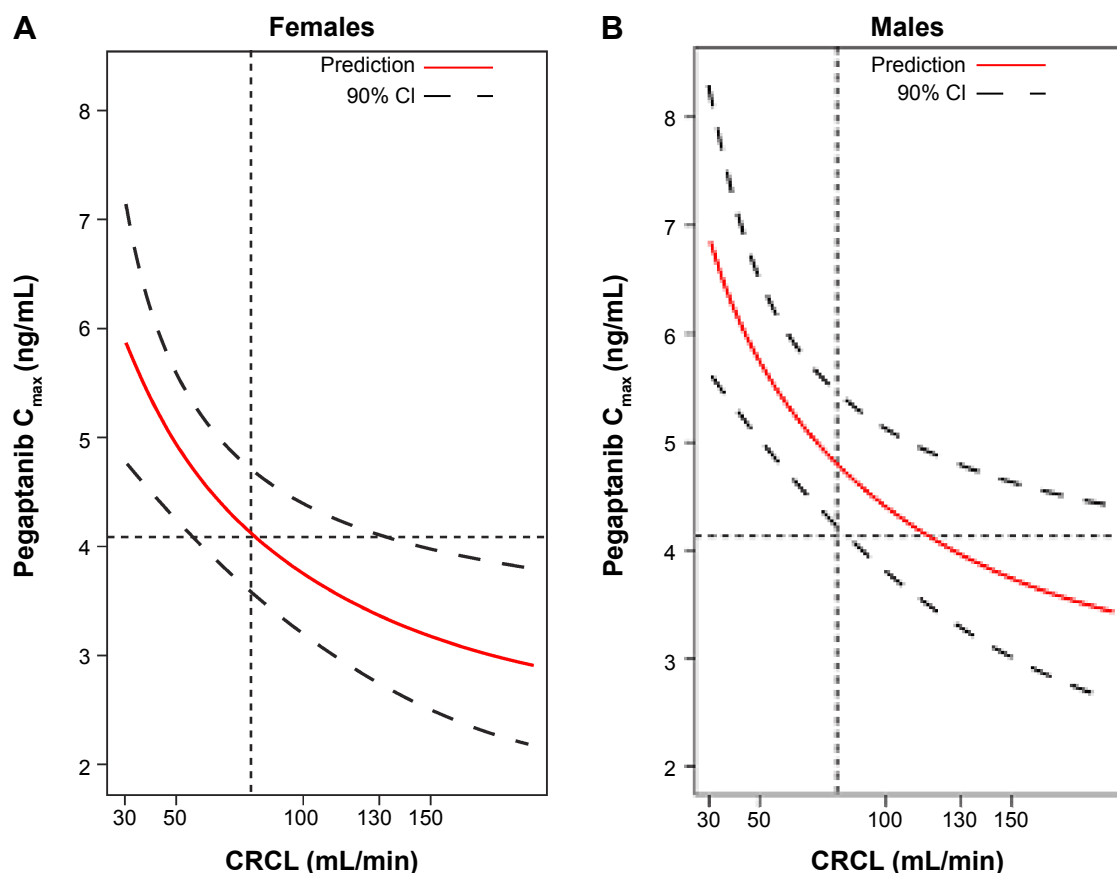 A
Females
Prediction
90% CI
8
7
6
5
4
3
2
Pegaptanib Cmax (ng/mL)
30 50 100 130 150
CRCL (mL/min)
B
Males
Prediction
90% CI
8
7
6
5
4
3
2
Pegaptanib Cmax (ng/mL)
30 50 100 130 150
CRCL (mL/min)